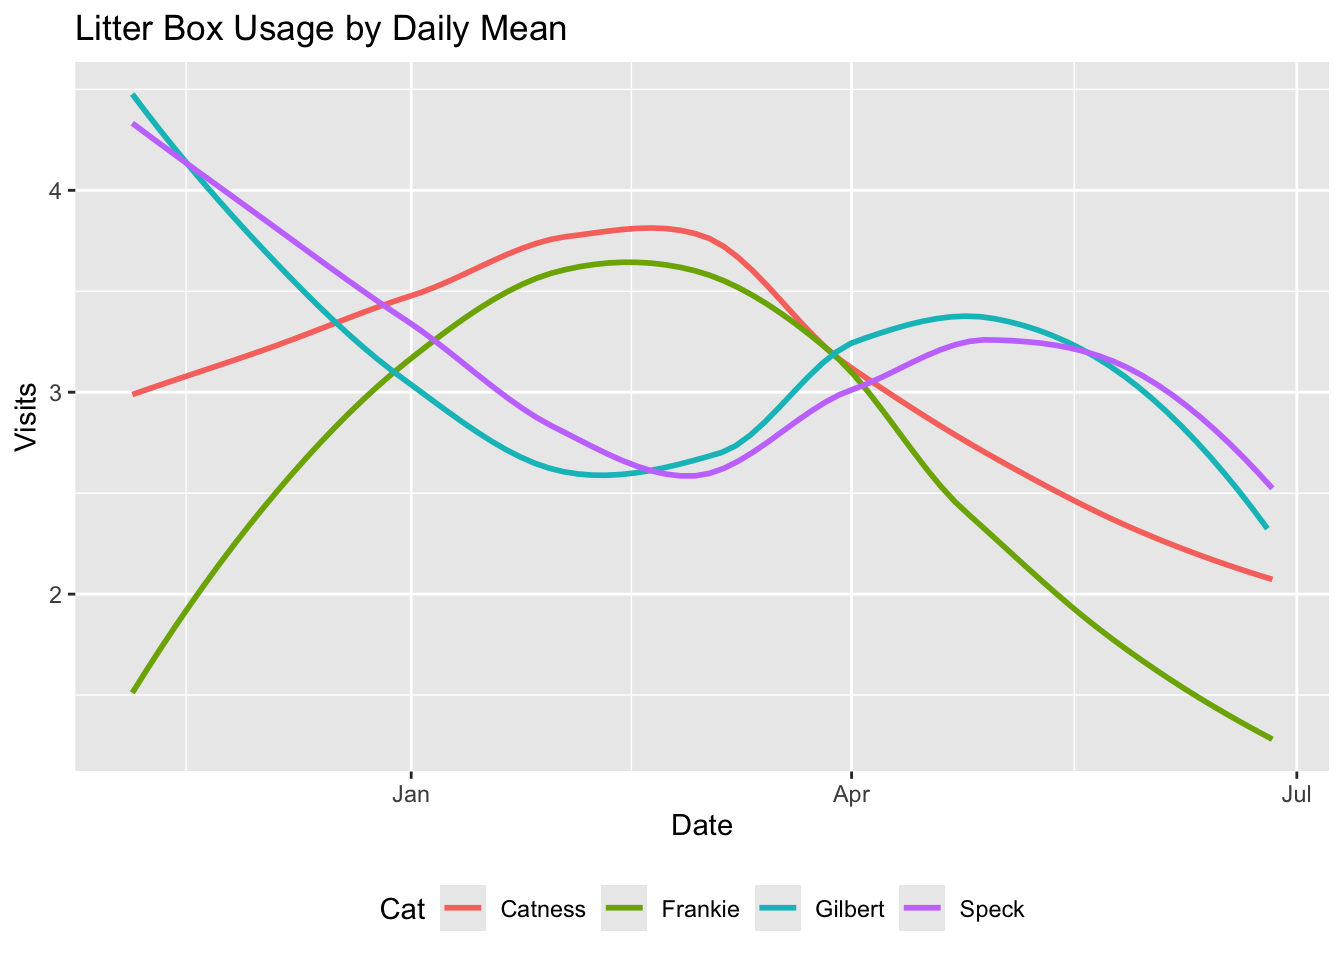 Litter Box Usage by Daily Mean
Visits
4
3
2
Jan Apr Jul
Date
Cat Catness Frankie Gilbert Speck